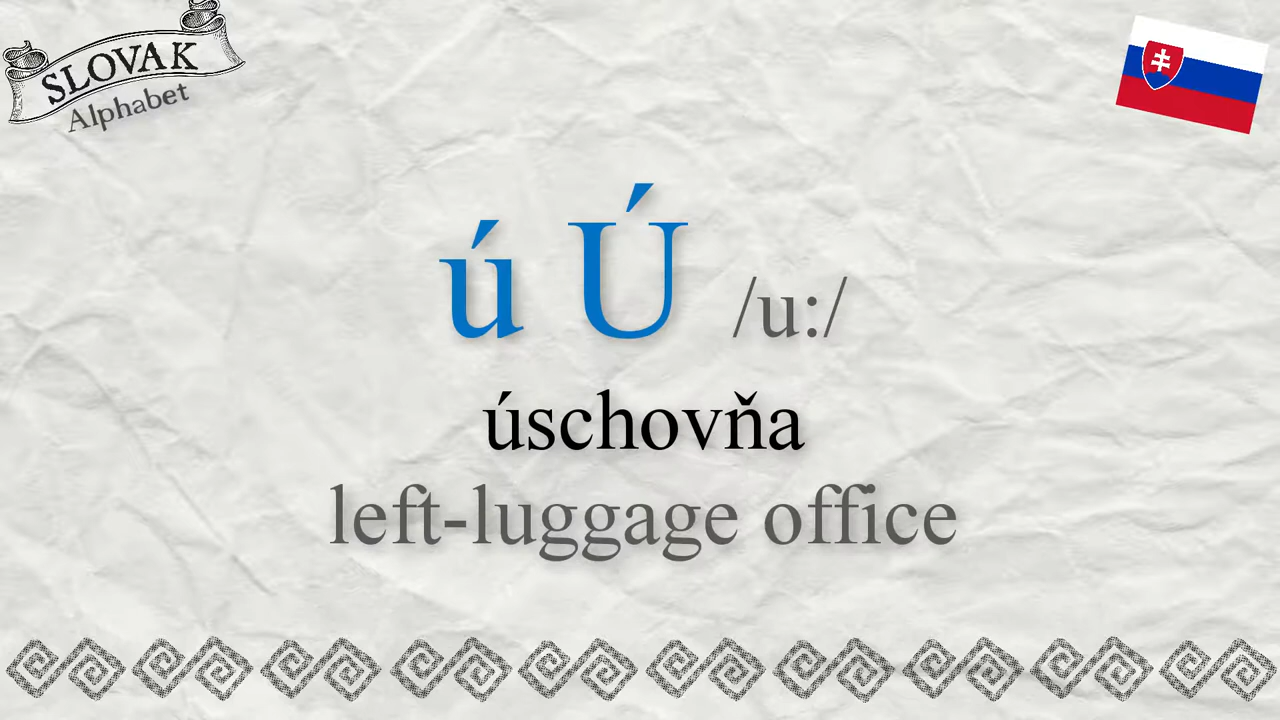 SLOVAK
Alphabet
ú Ú /u:/
úschovňa
left-luggage office